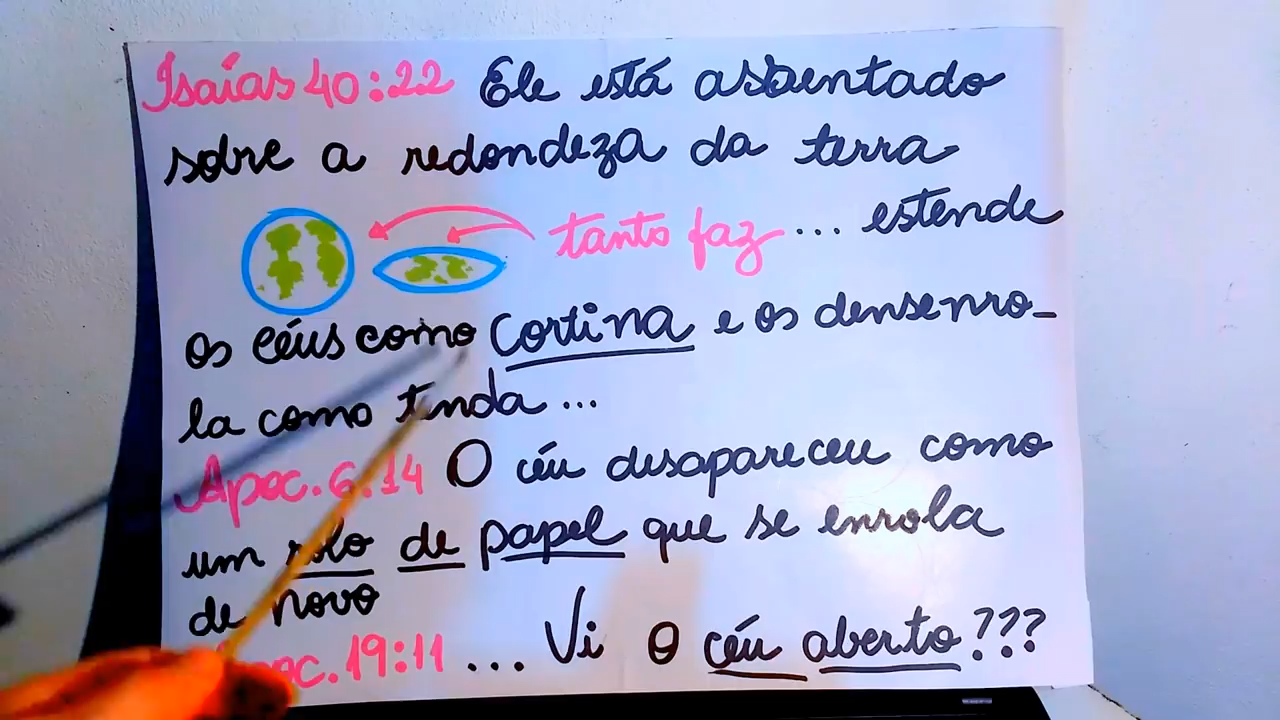 Isaías 40:22 Ele está assentado
sobre a redondeza da terra
tanto faz ... estende
os céus como cortina e os densenro-
la como tenda...
Apoc. 6:14 O céu desapareceu como
um rolo de papel que se enrola
de novo
Apoc. 19:11 ... Vi o céu aberto???